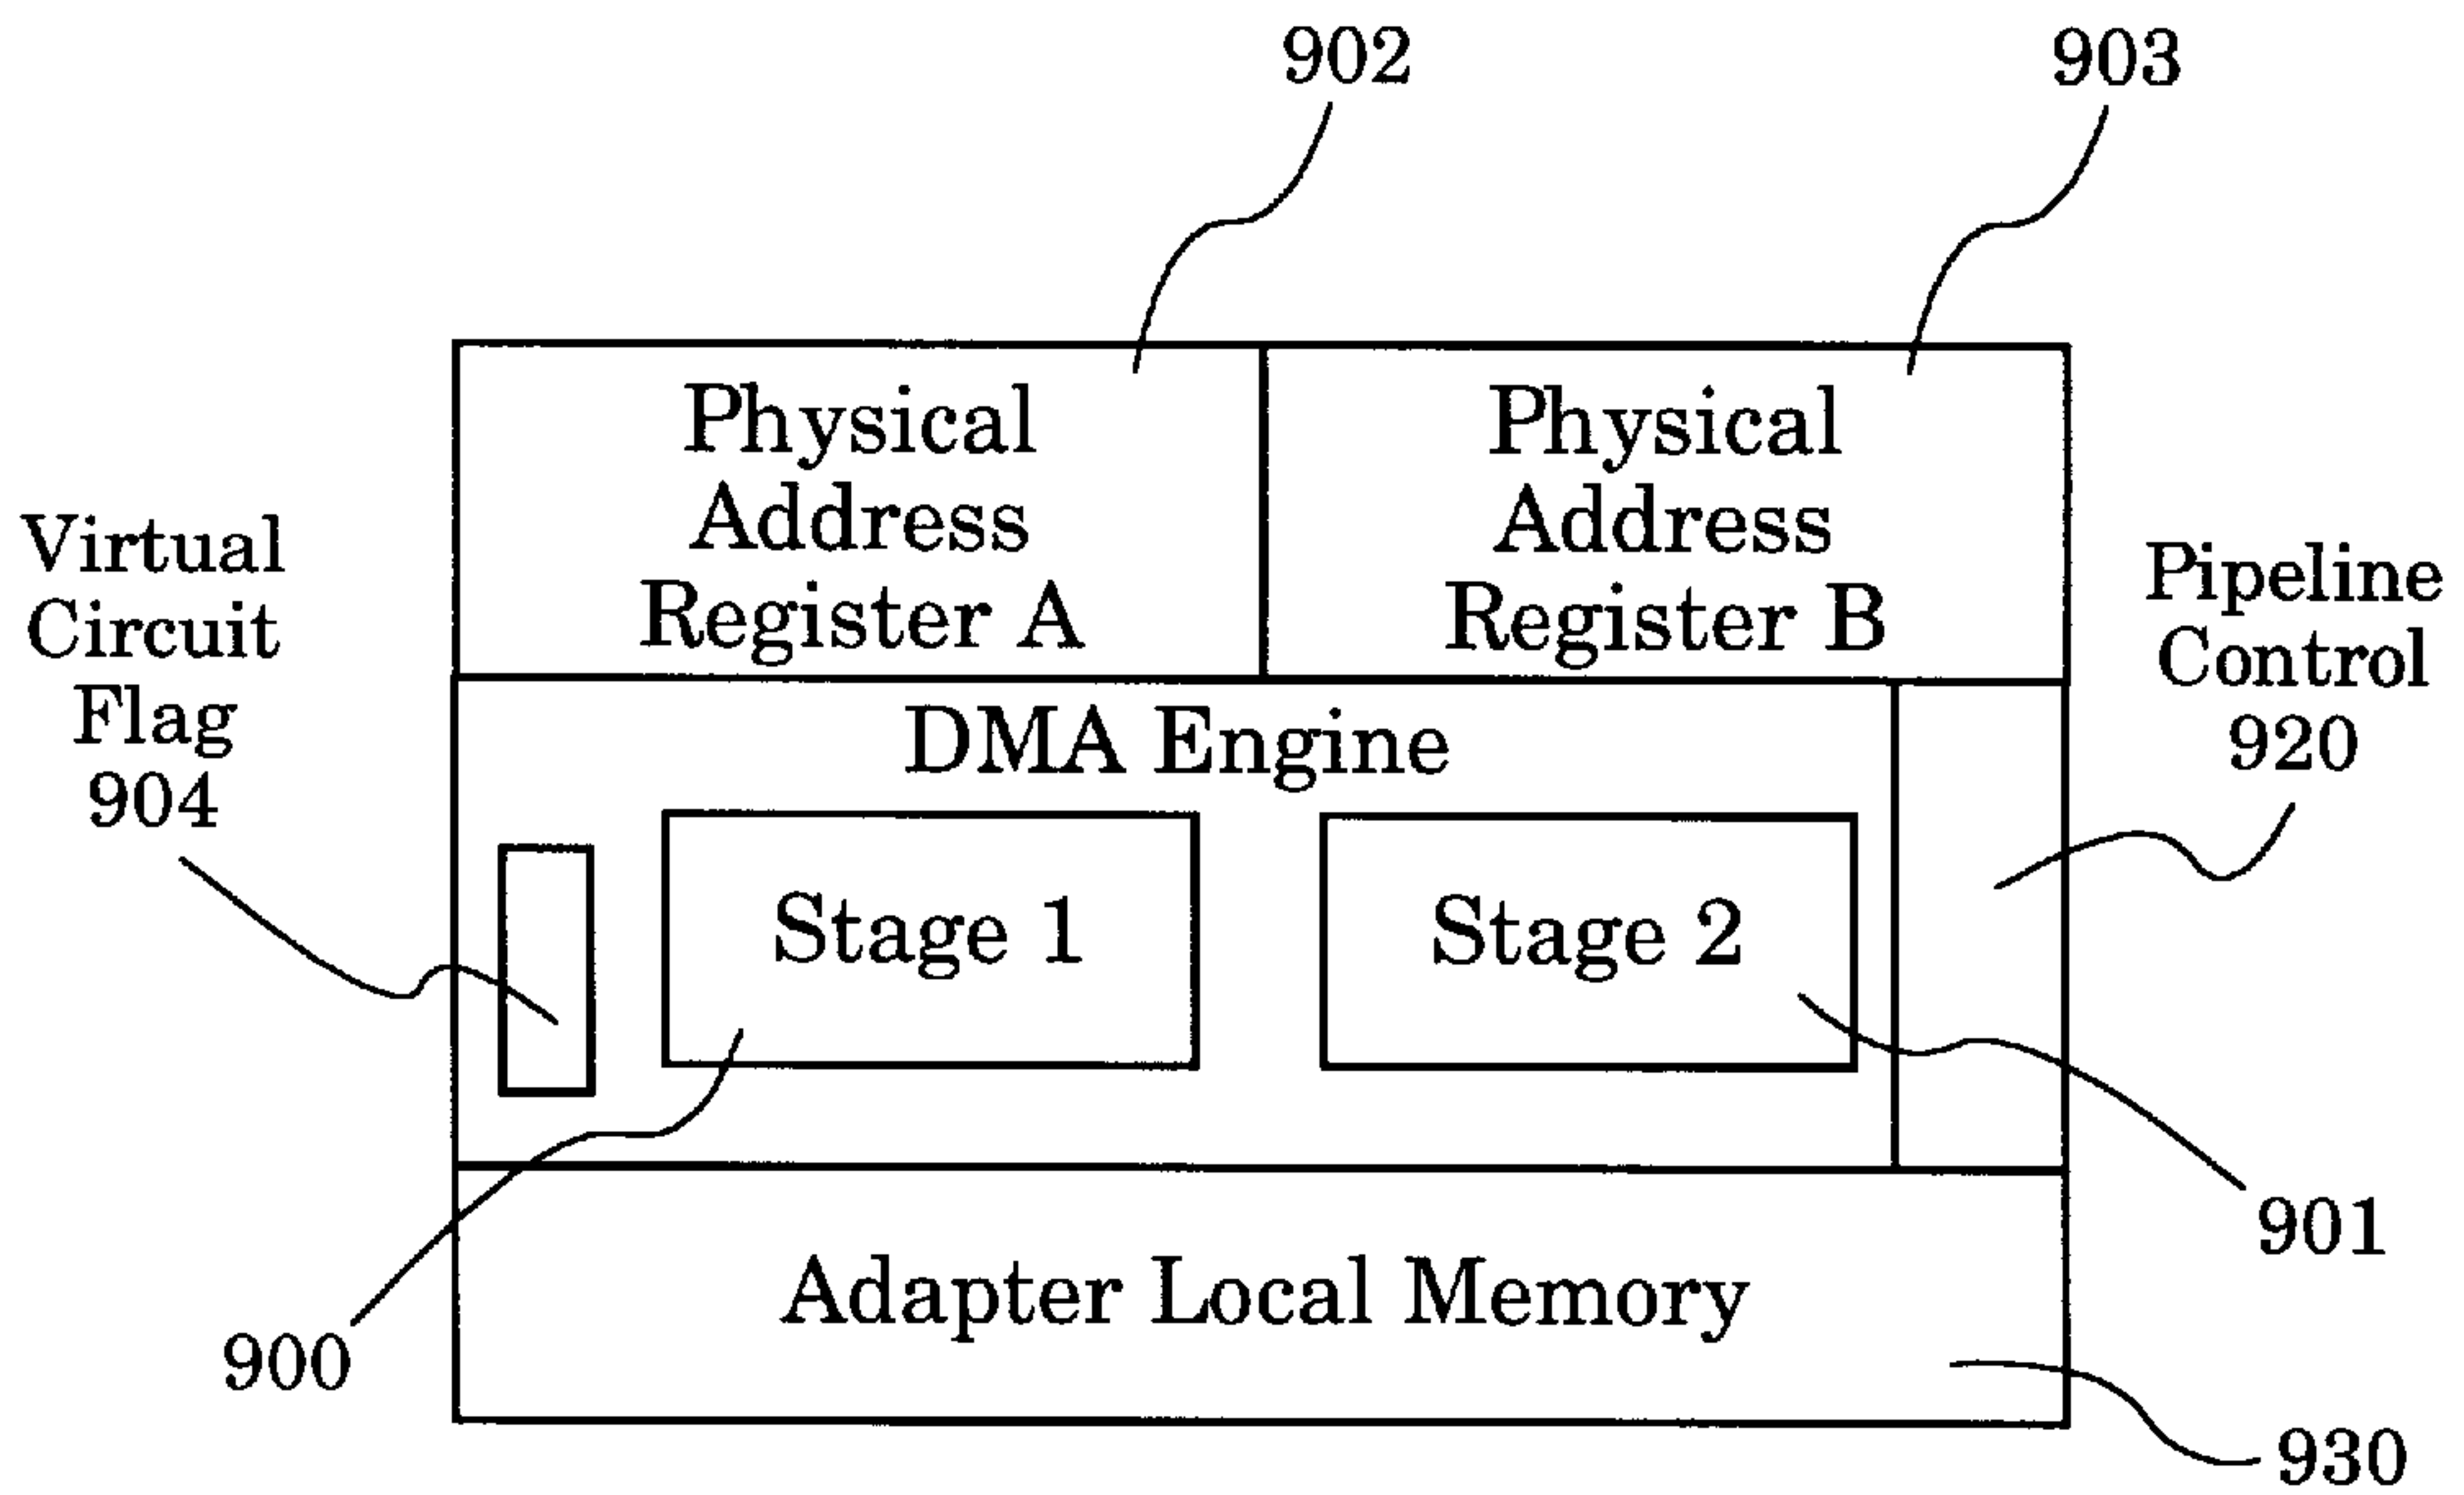 902
903
Physical
Address
Register A
Physical
Address
Register B
Virtual
Circuit
Flag
904
Pipeline
Control
920
DMA Engine
Stage 1
Stage 2
901
Adapter Local Memory
900
930